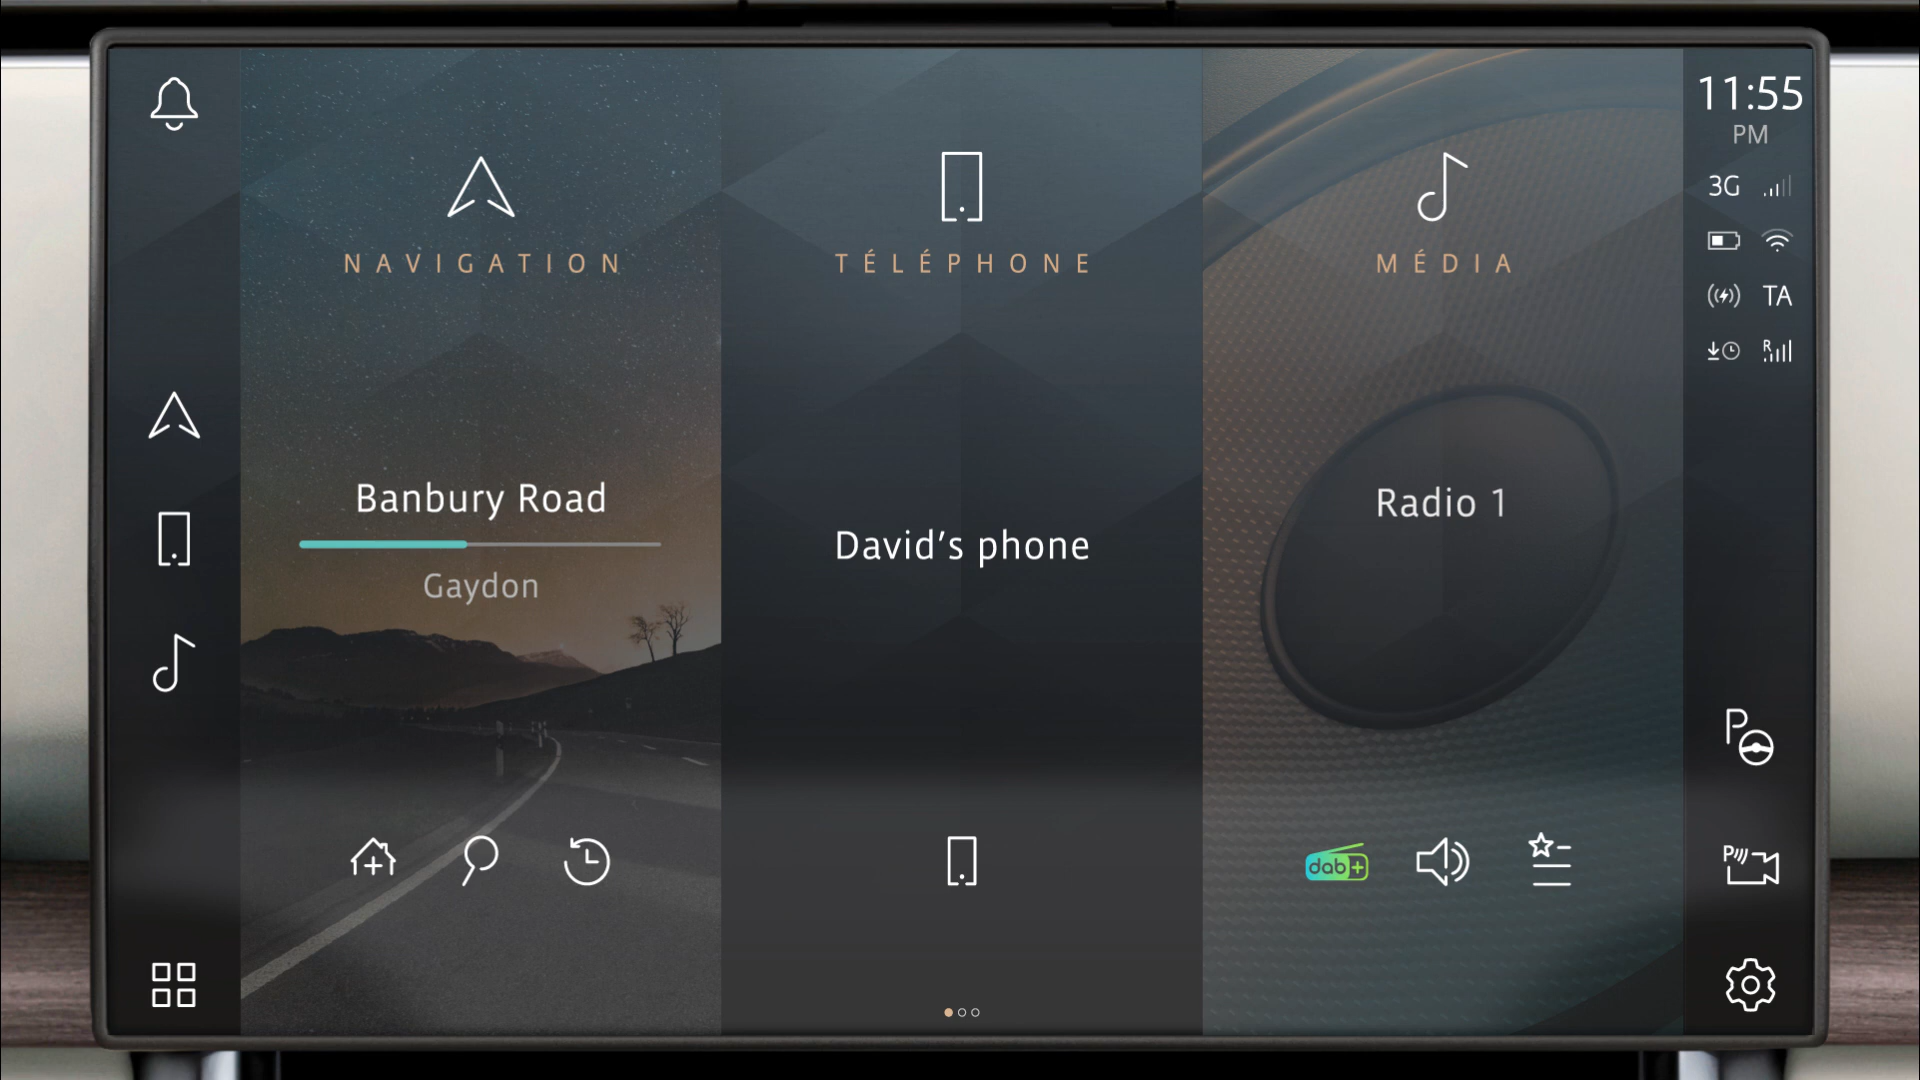 11:55
PM
3G
TA
R
NAVIGATION
TÉLÉPHONE
MÉDIA
Banbury Road
Gaydon
David's phone
Radio 1
dab+
P
P